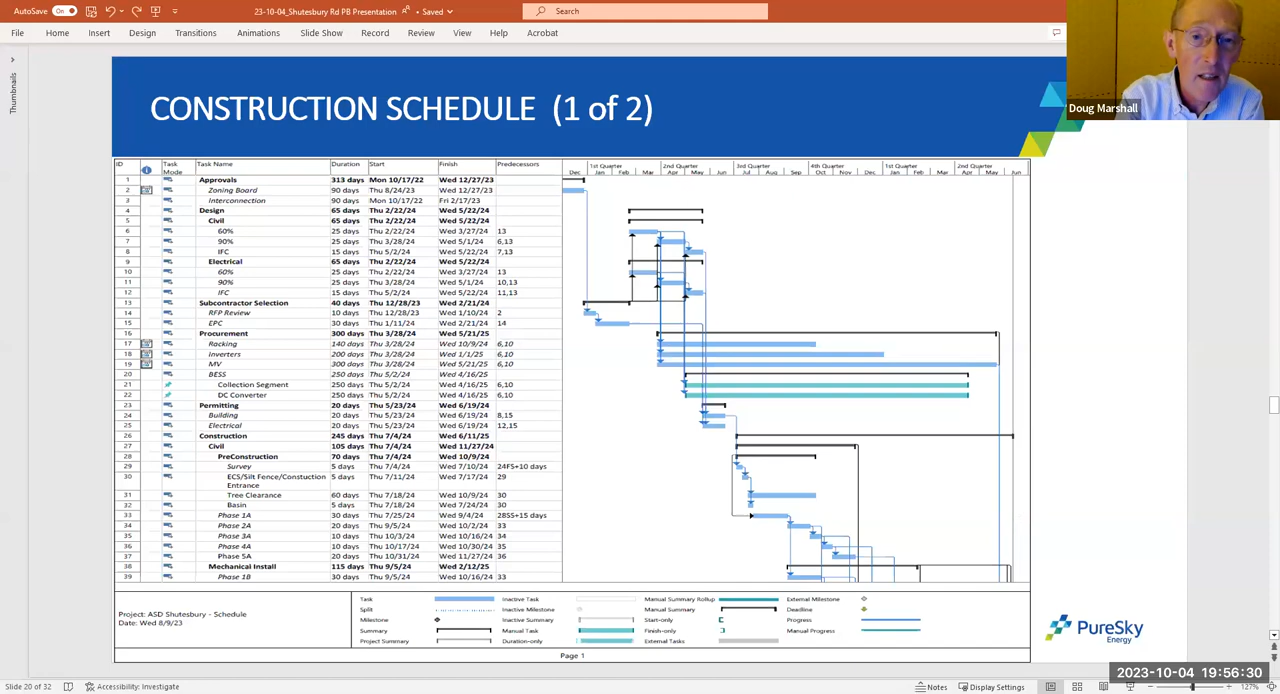 AutoSave On 23-10-04_Shutesbury Rd PB Presentation • Saved Search
File Home Insert Design Transitions Animations Slide Show Record Review View Help Acrobat
Thumbnails
Doug Marshall
CONSTRUCTION SCHEDULE (1 of 2)
ID Task Mode Task Name Duration Start Finish Predecessors
1st Quarter 2nd Quarter 3rd Quarter 4th Quarter 1st Quarter 2nd Quarter
Dec Jan Feb Mar Apr May Jun Jul Aug Sep Oct Nov Dec Jan Feb Mar Apr May Jun
1 Approvals 313 days Mon 10/17/22 Wed 12/27/23
2 Zoning Board 90 days Thu 8/24/23 Wed 12/27/23
3 Interconnection 90 days Mon 10/17/22 Fri 2/17/23
4 Design 65 days Thu 2/22/24 Wed 5/22/24
5 Civil 65 days Thu 2/22/24 Wed 5/22/24
6 60% 25 days Thu 2/22/24 Wed 3/27/24 13
7 90% 25 days Thu 3/28/24 Wed 5/1/24 6,13
8 IFC 15 days Thu 5/2/24 Wed 5/22/24 7,13
9 Electrical 65 days Thu 2/22/24 Wed 5/22/24
10 60% 25 days Thu 2/22/24 Wed 3/27/24 13
11 90% 25 days Thu 3/28/24 Wed 5/1/24 10,13
12 IFC 15 days Thu 5/2/24 Wed 5/22/24 11,13
13 Subcontractor Selection 40 days Thu 12/28/23 Wed 2/21/24
14 RFP Review 10 days Thu 12/28/23 Wed 1/10/24 2
15 EPC 30 days Thu 1/11/24 Wed 2/21/24 14
16 Procurement 300 days Thu 3/28/24 Wed 5/21/25
17 Racking 140 days Thu 3/28/24 Wed 10/9/24 6,10
18 Inverters 200 days Thu 3/28/24 Wed 1/1/25 6,10
19 MV 300 days Thu 3/28/24 Wed 5/21/25 6,10
20 BESS 250 days Thu 5/2/24 Wed 4/16/25
21 Collection Segment 250 days Thu 5/2/24 Wed 4/16/25 6,10
22 DC Converter 250 days Thu 5/2/24 Wed 4/16/25 6,10
23 Permitting 20 days Thu 5/23/24 Wed 6/19/24
24 Building 20 days Thu 5/23/24 Wed 6/19/24 8,15
25 Electrical 20 days Thu 5/23/24 Wed 6/19/24 12,15
26 Construction 245 days Thu 7/4/24 Wed 6/11/25
27 Civil 105 days Thu 7/4/24 Wed 11/27/24
28 PreConstruction 70 days Thu 7/4/24 Wed 10/9/24
29 Survey 5 days Thu 7/4/24 Wed 7/10/24 24FS+10 days
30 ECS/Silt Fence/Constuction Entrance 5 days Thu 7/11/24 Wed 7/17/24 29
31 Tree Clearance 60 days Thu 7/18/24 Wed 10/9/24 30
32 Basin 5 days Thu 7/18/24 Wed 7/24/24 30
33 Phase 1A 30 days Thu 7/25/24 Wed 9/4/24 28SS+15 days
34 Phase 2A 20 days Thu 9/5/24 Wed 10/2/24 33
35 Phase 3A 10 days Thu 10/3/24 Wed 10/16/24 34
36 Phase 4A 10 days Thu 10/17/24 Wed 10/30/24 35
37 Phase 5A 20 days Thu 10/31/24 Wed 11/27/24 36
38 Mechanical Install 115 days Thu 9/5/24 Wed 2/12/25
39 Phase 1B 30 days Thu 9/5/24 Wed 10/16/24 33
Project: ASD Shutesbury - Schedule
Date: Wed 8/9/23
Task Inactive Task Manual Summary Rollup External Milestone
Split Inactive Milestone Manual Summary Deadline
Milestone Inactive Summary Start-only Progress
Summary Manual Task Finish-only Manual Progress
Project Summary Duration-only External Tasks
Page 1
PureSky
Energy
2023-10-04 19:56:30
Slide 20 of 32 Accessibility: Investigate Notes Display Settings 127%